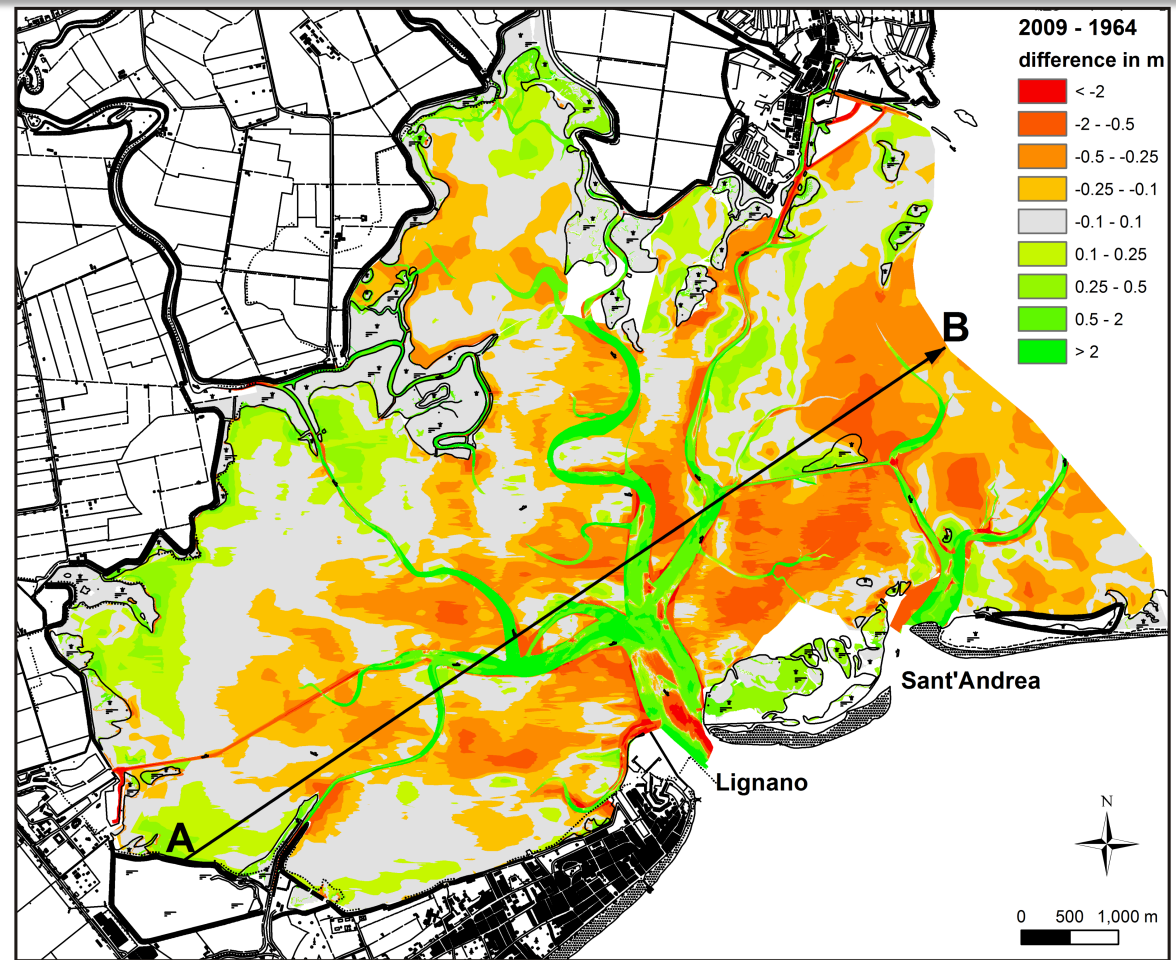 2009 - 1964
difference in m
< -2
-2 - -0.5
-0.5 - -0.25
-0.25 - -0.1
-0.1 - 0.1
0.1 - 0.25
0.25 - 0.5
0.5 - 2
> 2
B
Sant'Andrea
Lignano
A
N
0 500 1,000 m